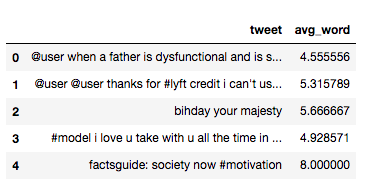 tweet avg_word
0 @user when a father is dysfunctional and is s... 4.555556
1 @user @user thanks for #lyft credit i can't us... 5.315789
2 bihday your majesty 5.666667
3 #model i love u take with u all the time in ... 4.928571
4 factsguide: society now #motivation 8.000000